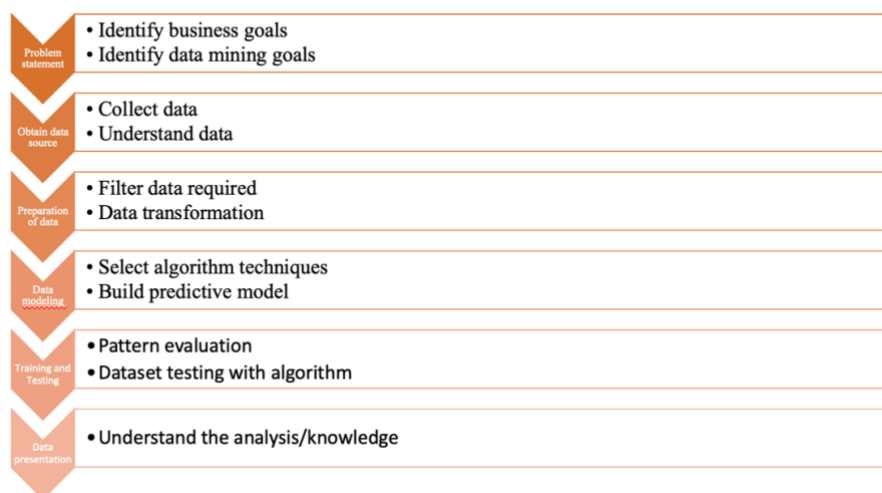 Problem
statement
• Identify business goals
• Identify data mining goals
Obtain data
source
• Collect data
• Understand data
Preparation
of data
• Filter data required
• Data transformation
Data
modeling
• Select algorithm techniques
• Build predictive model
Training and
Testing
• Pattern evaluation
• Dataset testing with algorithm
Data
presentation
• Understand the analysis/knowledge